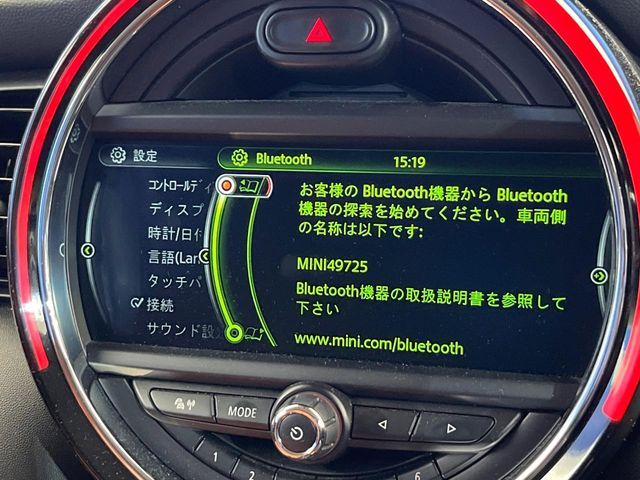 設定
Bluetooth
15:19
コントロールディ
ディスプ
時計/日付
言語(Lan
タッチパ
接続
サウンド設
お客様の Bluetooth機器から Bluetooth
機器の探索を始めてください。車両側
の名称は以下です:
MINI49725
Bluetooth機器の取扱説明書を参照して
下さい
www.mini.com/bluetooth
MODE
1
2
6